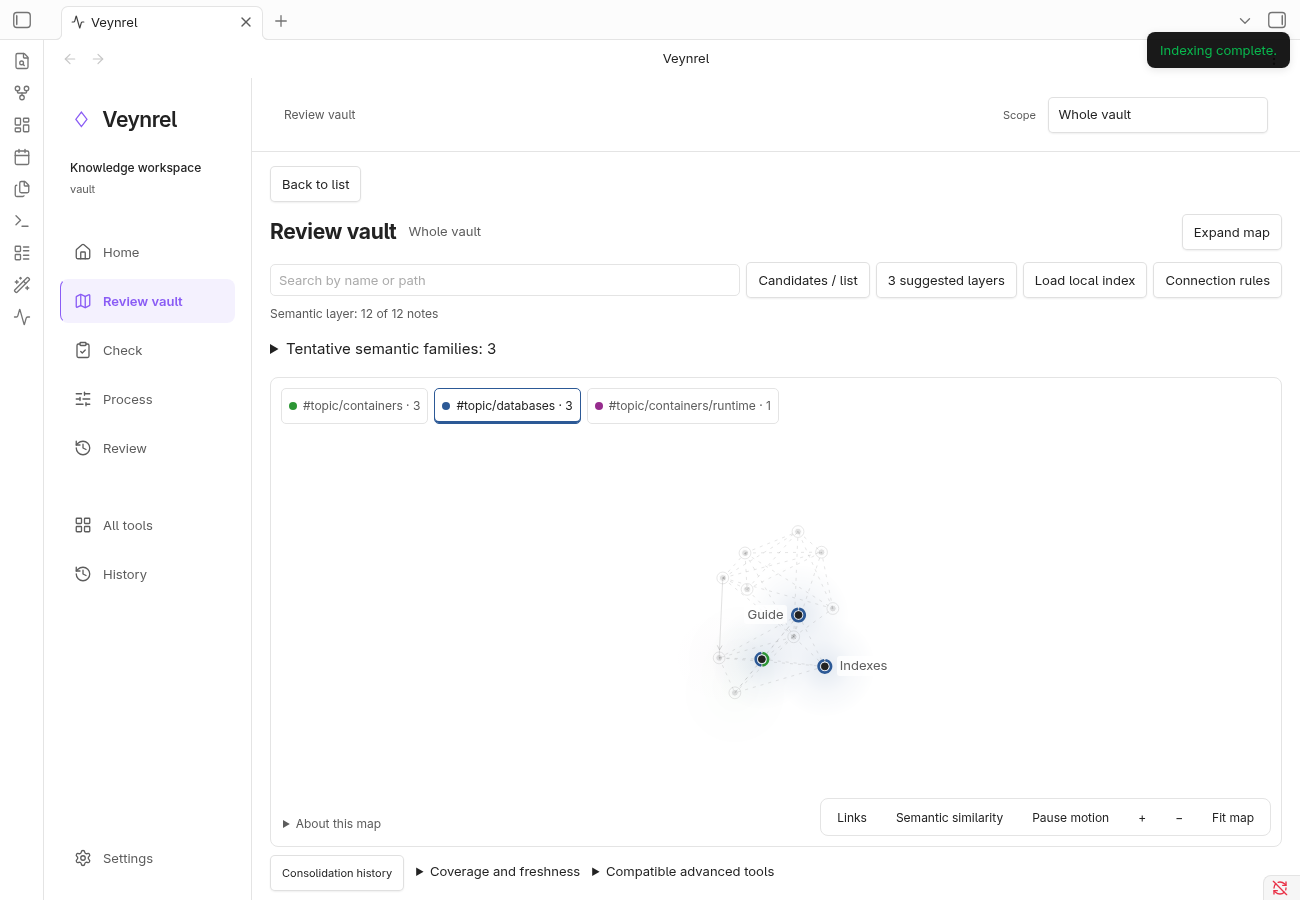 Veynrel
Veynrel
Indexing complete.
Veynrel
Knowledge workspace
vault
Home
Review vault
Check
Process
Review
All tools
History
Settings
Review vault
Scope
Whole vault
Back to list
Review vault
Whole vault
Expand map
Search by name or path
Candidates / list
3 suggested layers
Load local index
Connection rules
Semantic layer: 12 of 12 notes
Tentative semantic families: 3
#topic/containers · 3
#topic/databases · 3
#topic/containers/runtime · 1
Guide
Indexes
About this map
Links
Semantic similarity
Pause motion
+
−
Fit map
Consolidation history
Coverage and freshness
Compatible advanced tools